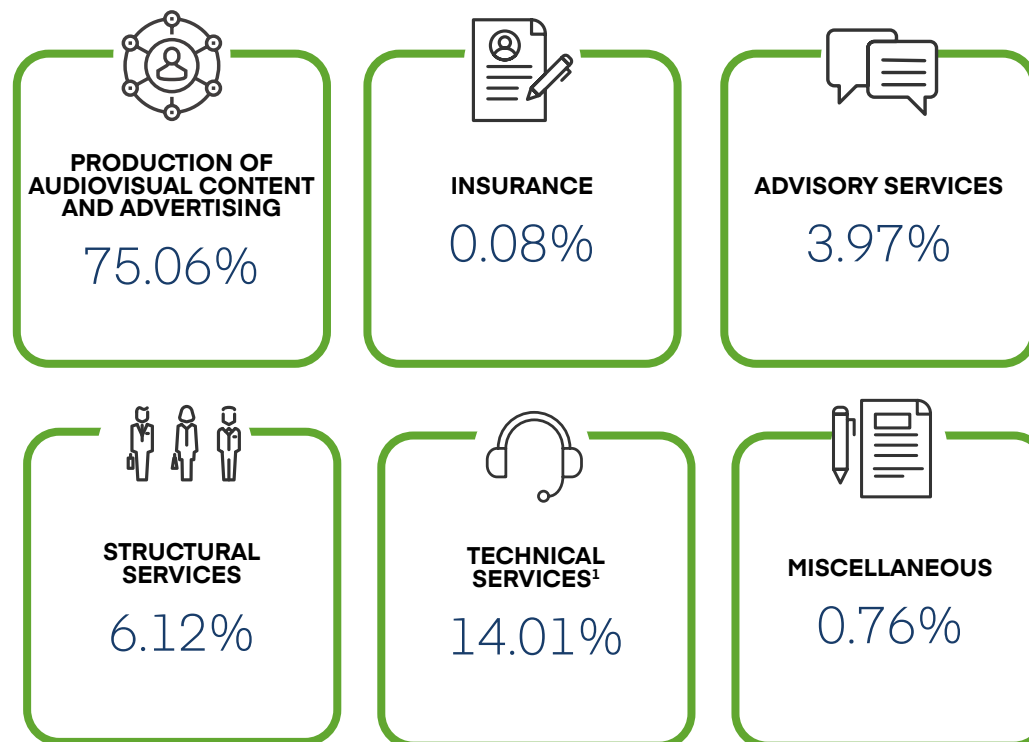 PRODUCTION OF
AUDIOVISUAL CONTENT
AND ADVERTISING
75.06%
INSURANCE
0.08%
ADVISORY SERVICES
3.97%
STRUCTURAL
SERVICES
6.12%
TECHNICAL
SERVICES¹
14.01%
MISCELLANEOUS
0.76%